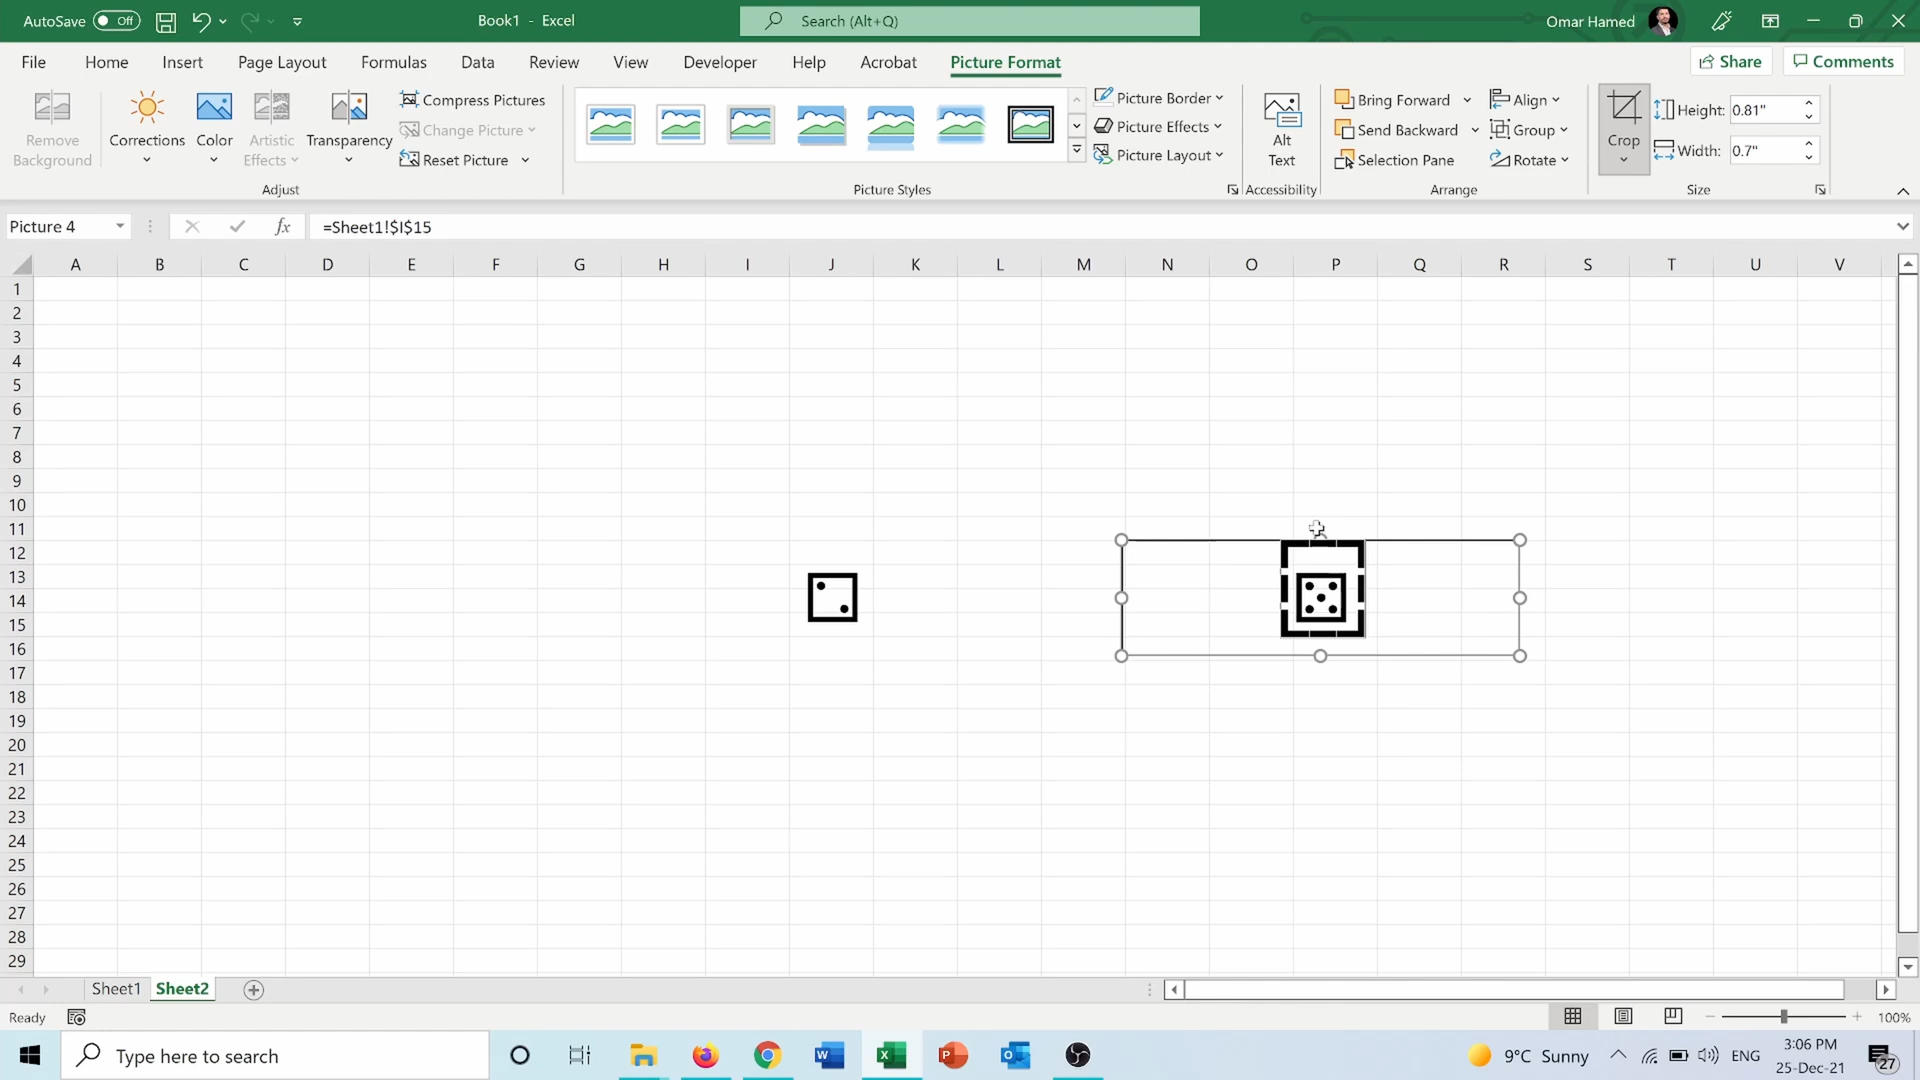 AutoSave Off Book1 - Excel Search (Alt+Q) Omar Hamed
File Home Insert Page Layout Formulas Data Review View Developer Help Acrobat Picture Format Share Comments
Remove Background
Corrections
Color
Artistic Effects
Transparency
Compress Pictures
Change Picture
Reset Picture
Adjust
Picture Styles
Picture Border
Picture Effects
Picture Layout
Alt Text
Accessibility
Bring Forward
Send Backward
Selection Pane
Align
Group
Rotate
Arrange
Crop
Height: 0.81"
Width: 0.7"
Size
Picture 4 fx =Sheet1!$I$15
A B C D E F G H I J K L M N O P Q R S T U V
1
2
3
4
5
6
7
8
9
10
11
12
13
14
15
16
17
18
19
20
21
22
23
24
25
26
27
28
29
Sheet1 Sheet2
Ready 100%
Type here to search 9°C Sunny ENG 3:06 PM
25-Dec-21 27